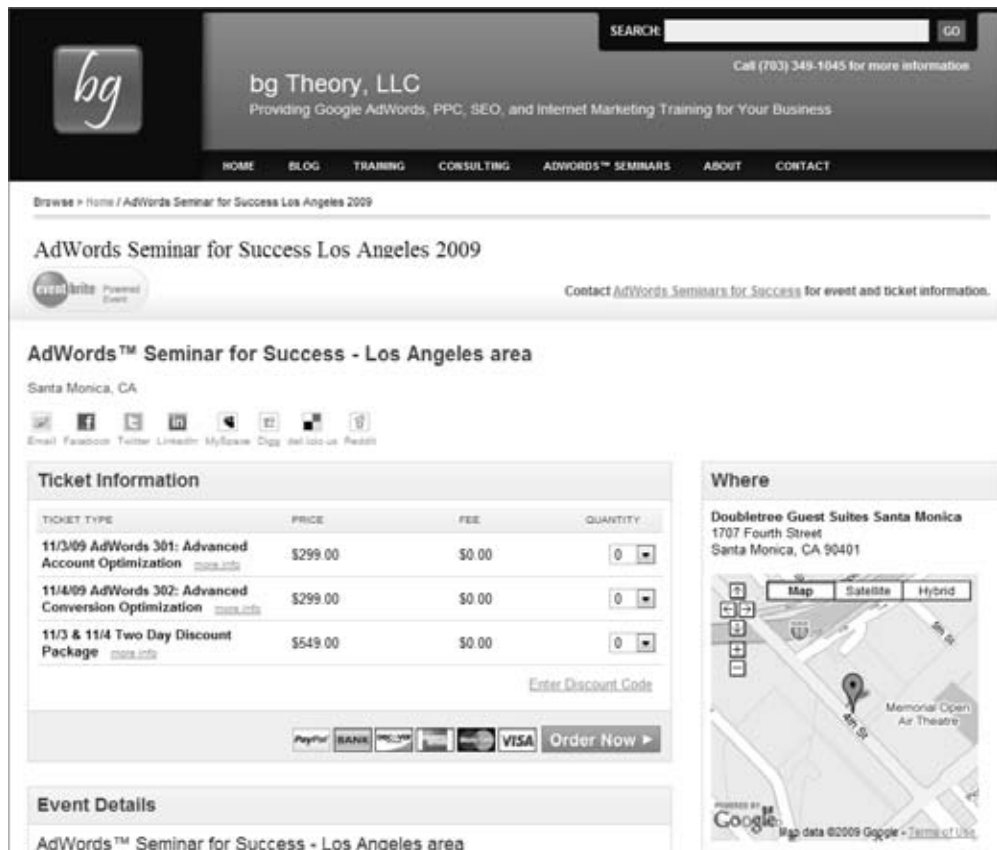 SEARCH:
GO
Call (703) 349-1045 for more information
bg
bg Theory, LLC
Providing Google AdWords, PPC, SEO, and Internet Marketing Training for Your Business
HOME BLOG TRAINING CONSULTING ADWORDS™ SEMINARS ABOUT CONTACT
Browse > Home / AdWords Seminar for Success Los Angeles 2009
AdWords Seminar for Success Los Angeles 2009
eventbrite Powered
Event
Contact AdWords Seminars for Success for event and ticket information.
AdWords™ Seminar for Success - Los Angeles area
Santa Monica, CA
Email Facebook Twitter LinkedIn MySpace Digg del.icio.us Reddit
Ticket Information
TICKET TYPE PRICE FEE QUANTITY
11/3/09 AdWords 301: Advanced
Account Optimization more info
$299.00 $0.00 0
11/4/09 AdWords 302: Advanced
Conversion Optimization more info
$299.00 $0.00 0
11/3 & 11/4 Two Day Discount
Package more info
$549.00 $0.00 0
Enter Discount Code
PayPal BANK DISCOVER MasterCard VISA Order Now
Event Details
AdWords™ Seminar for Success - Los Angeles area
Where
Doubletree Guest Suites Santa Monica
1707 Fourth Street
Santa Monica, CA 90401
Map Satellite Hybrid
5th St
4th St
Memorial Open
Air Theatre
POWERED BY
Google
Map data ©2009 Google - Terms of Use